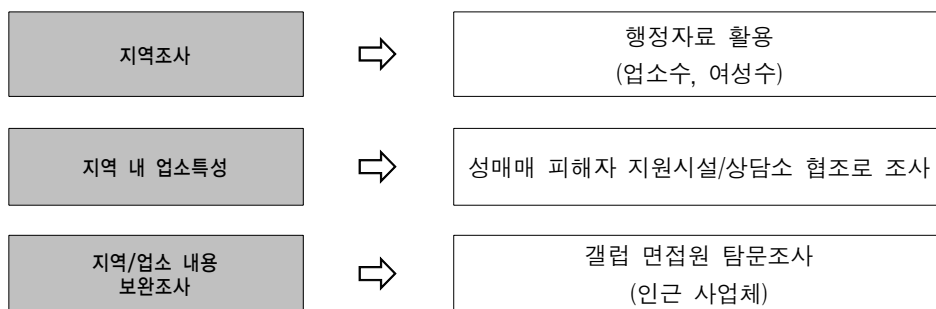 지역조사
행정자료 활용
(업소수, 여성수)
지역 내 업소특성
성매매 피해자 지원시설/상담소 협조로 조사
지역/업소 내용
보완조사
갤럽 면접원 탐문조사
(인근 사업체)